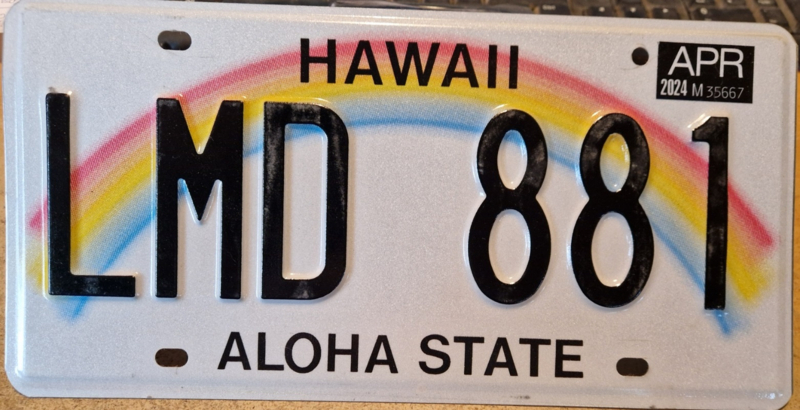 HAWAII
APR
2024 M 35667
LMD 881
ALOHA STATE